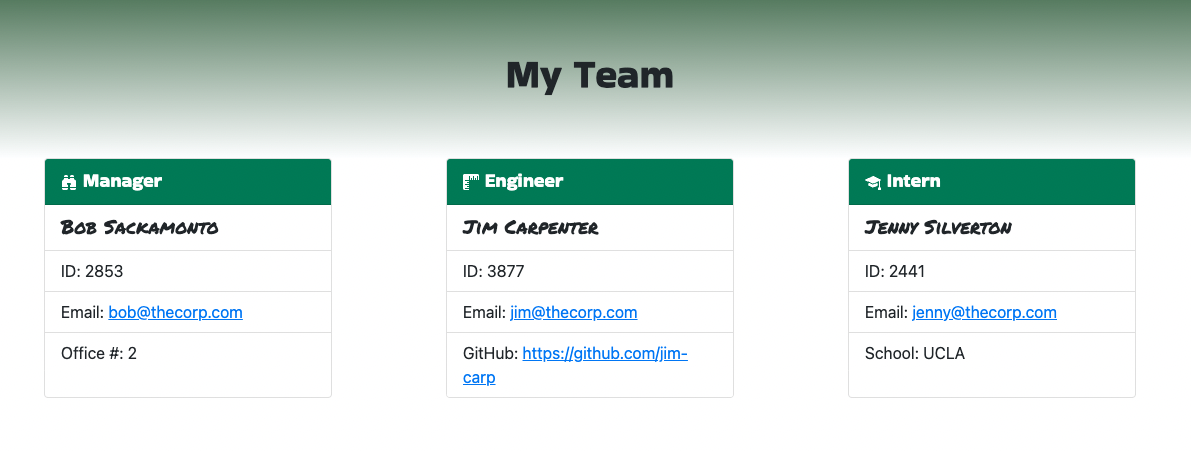 My Team
Manager
Bob Sackamonto
ID: 2853
Email: bob@thecorp.com
Office #: 2
Engineer
Jim Carpenter
ID: 3877
Email: jim@thecorp.com
GitHub: https://github.com/jim-
carp
Intern
Jenny Silverton
ID: 2441
Email: jenny@thecorp.com
School: UCLA